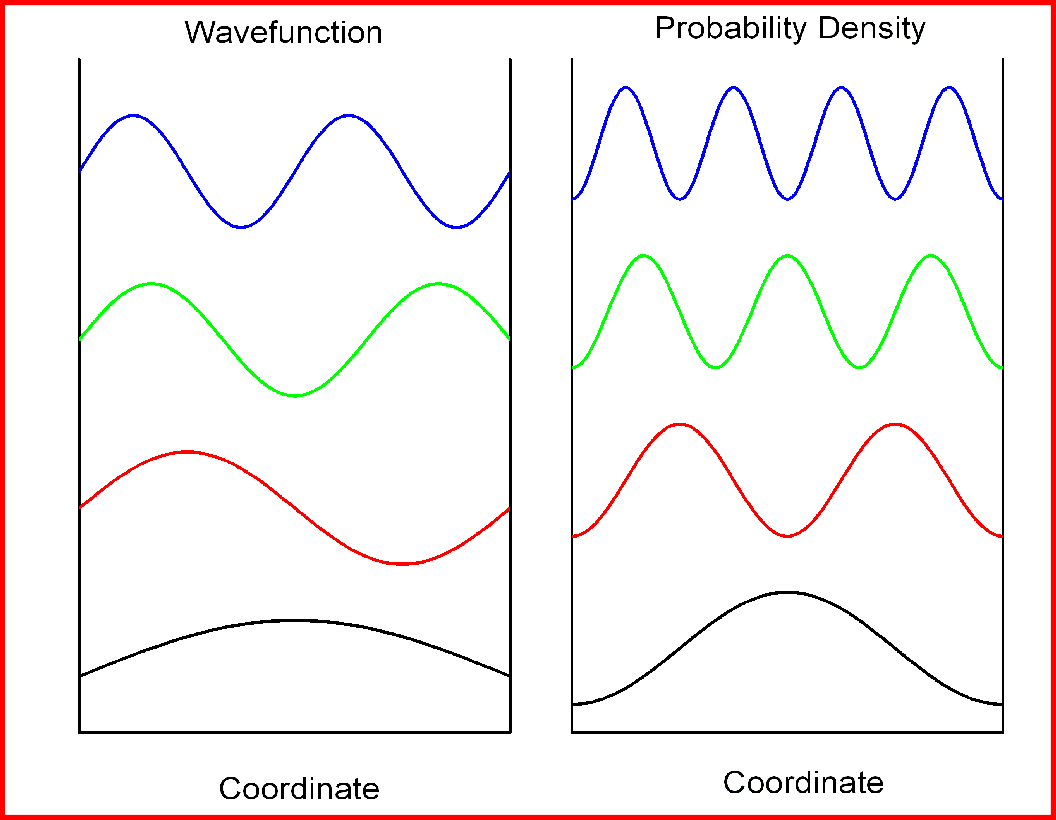 Wavefunction
Probability Density
Coordinate
Coordinate